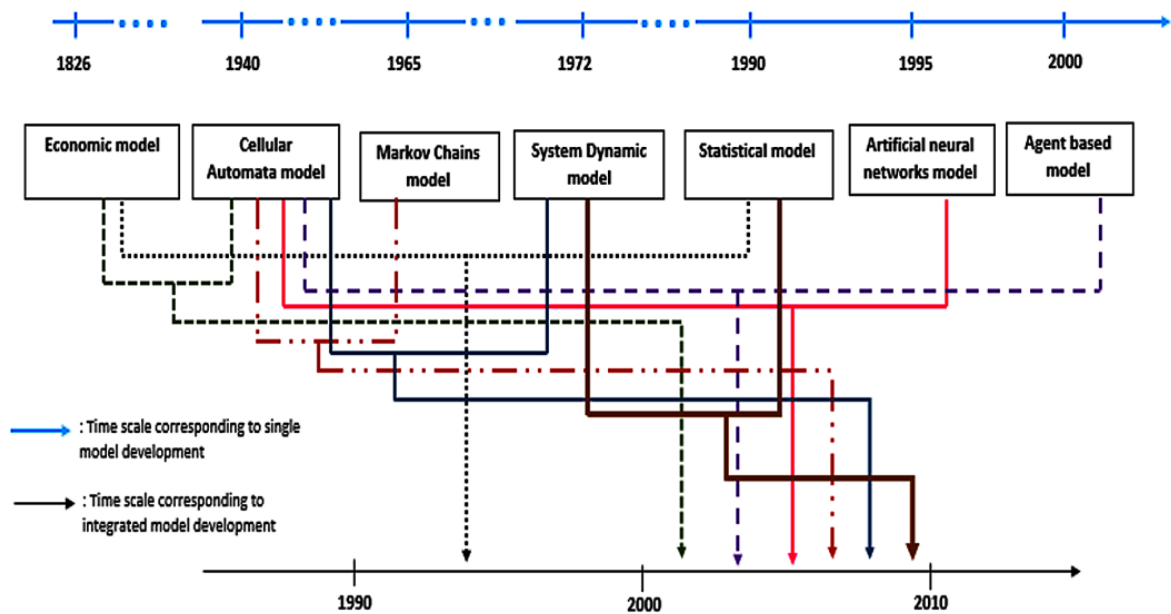 1826 1940 1965 1972 1990 1995 2000
Economic model
Cellular
Automata model
Markov Chains
model
System Dynamic
model
Statistical model
Artificial neural
networks model
Agent based
model
: Time scale corresponding to single
model development
: Time scale corresponding to
integrated model development
1990 2000 2010